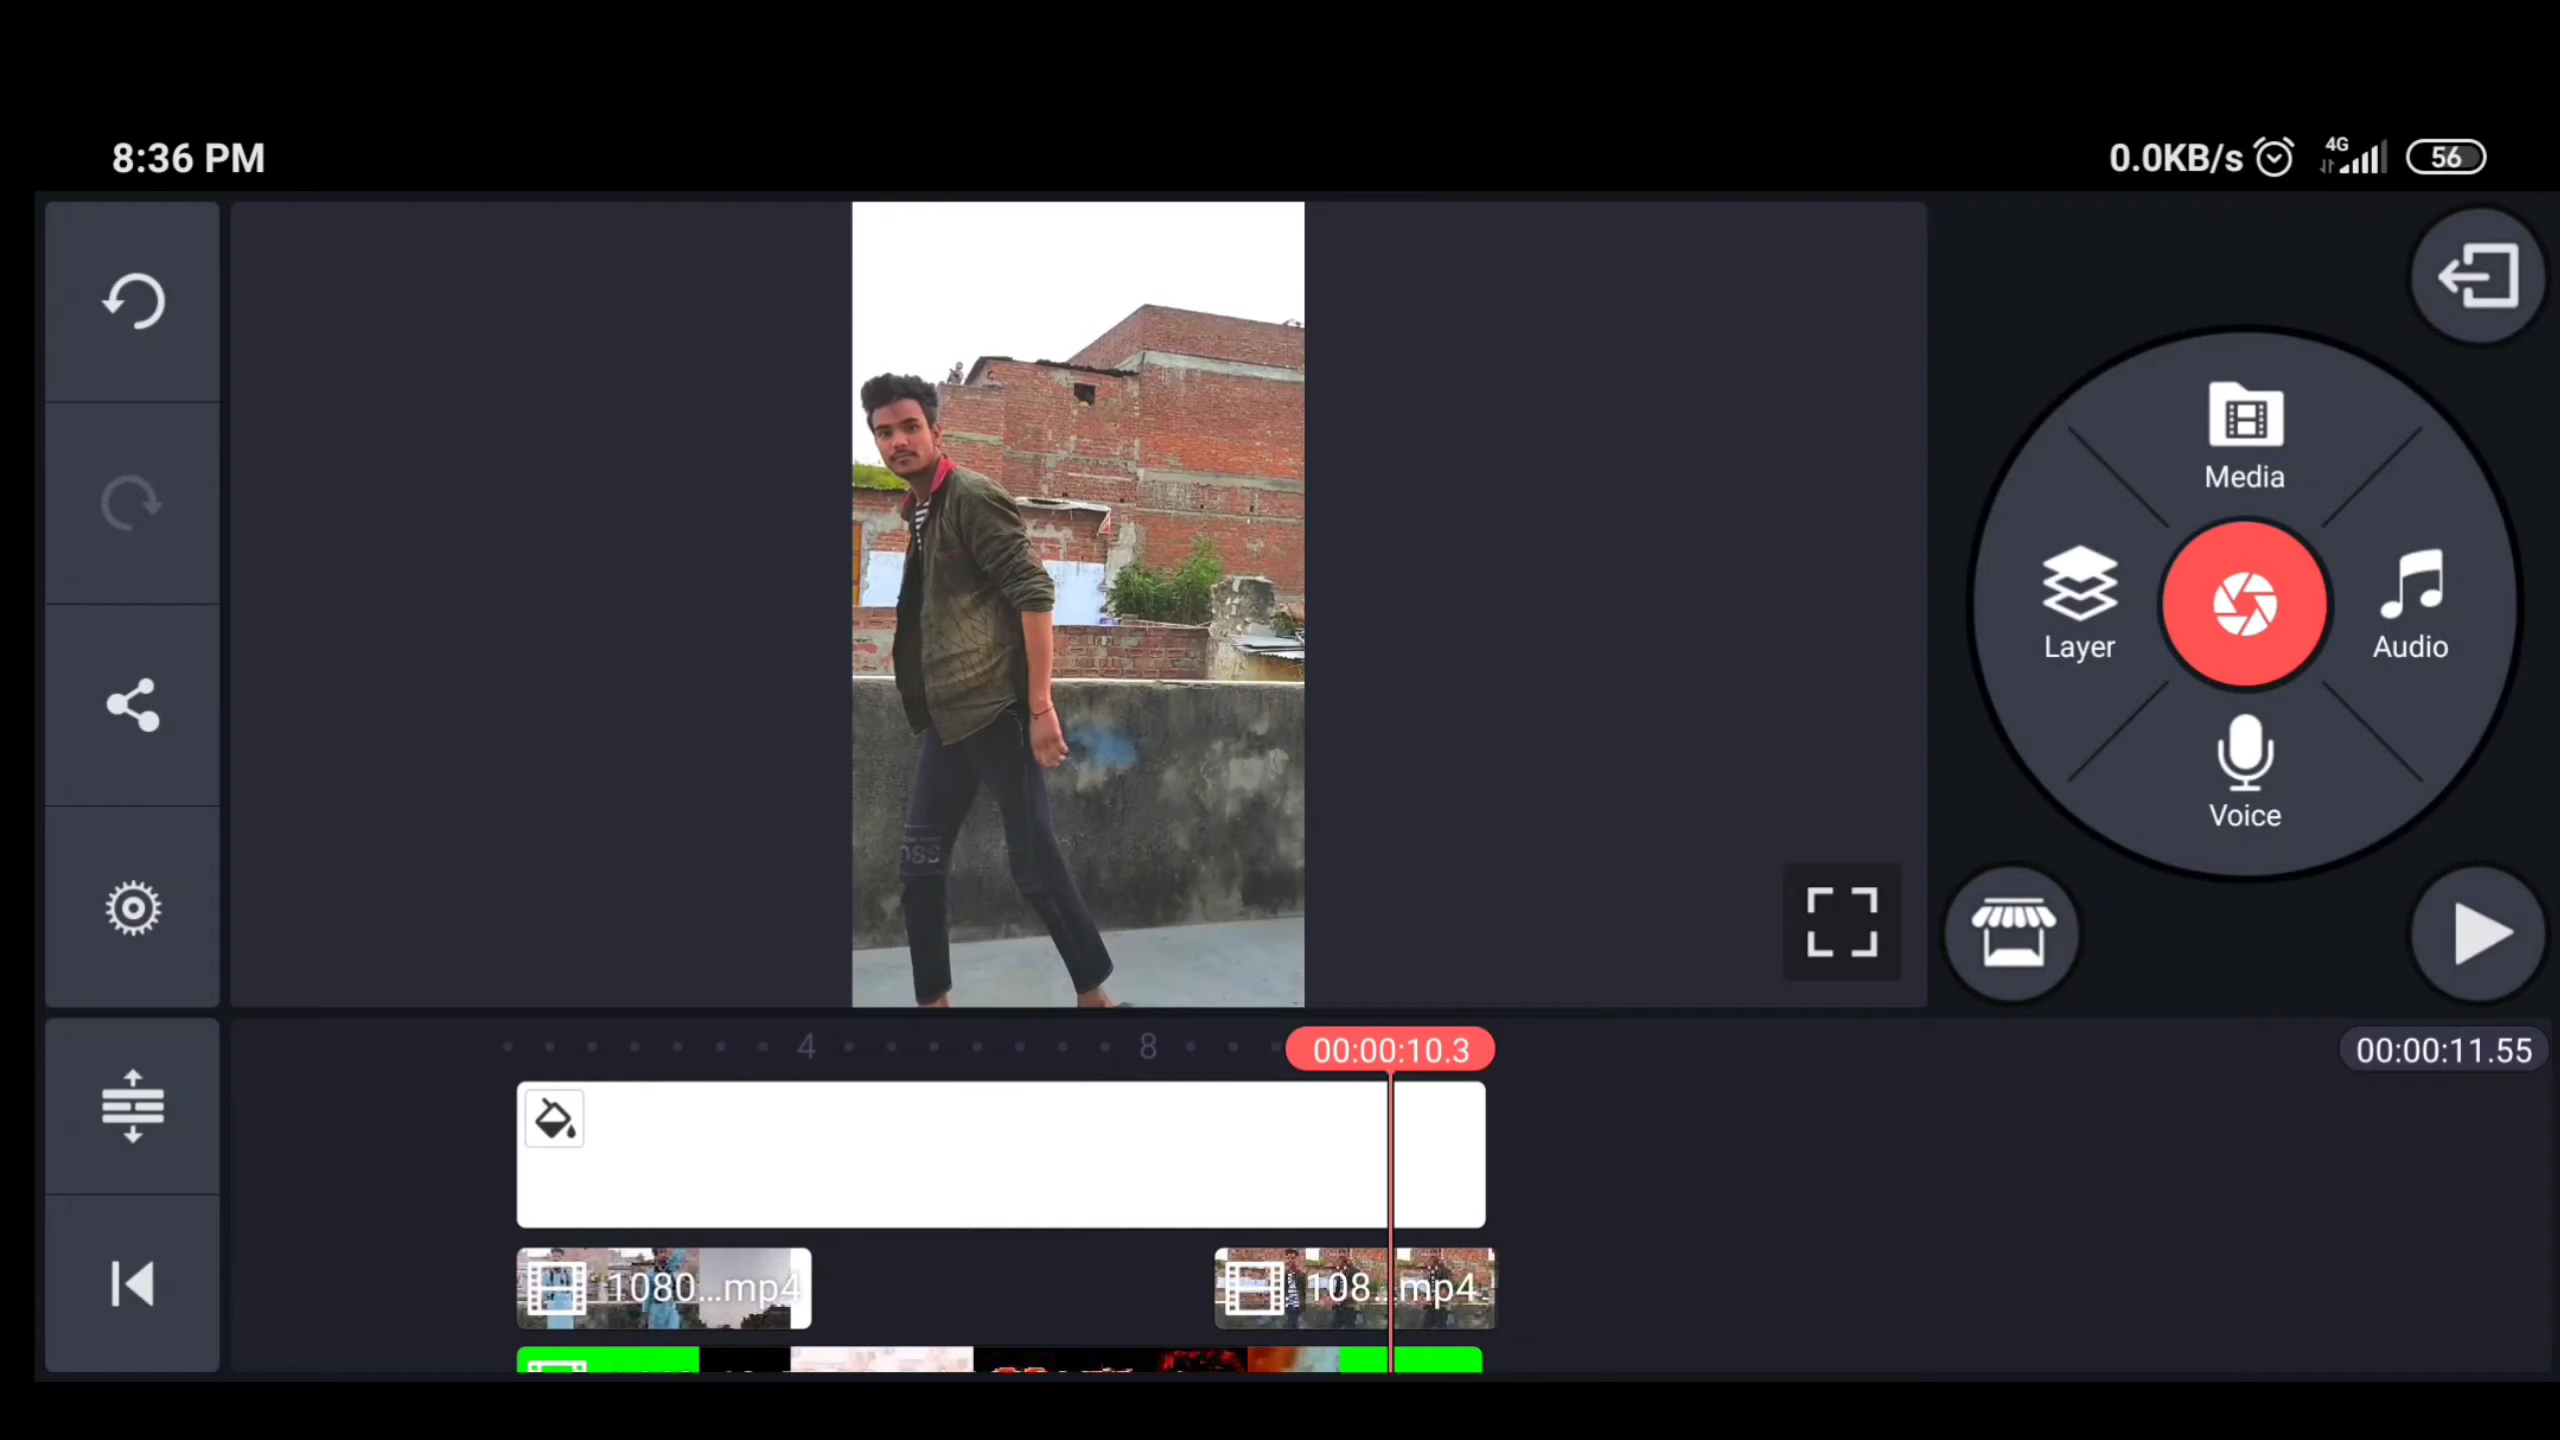 8:36 PM
0.0KB/s 4G 56
Media
Layer
Audio
Voice
4
8
00:00:10.3
00:00:11.55
1080...mp4
108...mp4